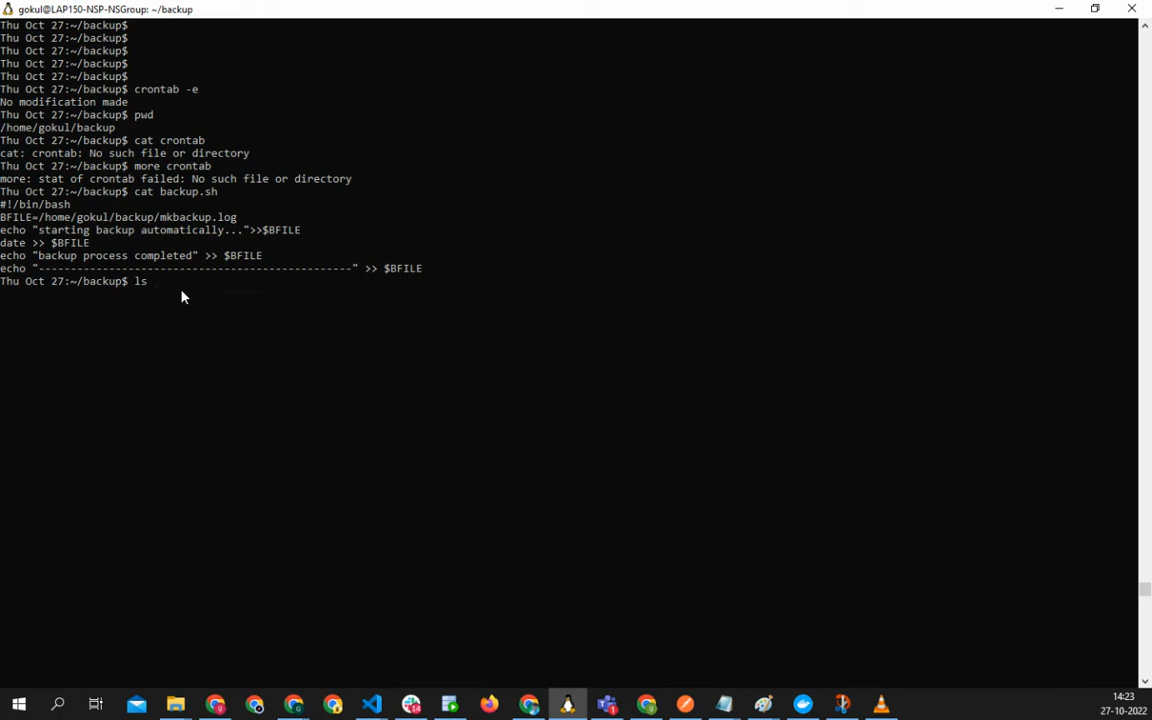 gokul@LAP150-NSP-NSGroup: ~/backup
Thu Oct 27:~/backup$
Thu Oct 27:~/backup$
Thu Oct 27:~/backup$
Thu Oct 27:~/backup$
Thu Oct 27:~/backup$
Thu Oct 27:~/backup$ crontab -e
No modification made
Thu Oct 27:~/backup$ pwd
/home/gokul/backup
Thu Oct 27:~/backup$ cat crontab
cat: crontab: No such file or directory
Thu Oct 27:~/backup$ more crontab
more: stat of crontab failed: No such file or directory
Thu Oct 27:~/backup$ cat backup.sh
#!/bin/bash
BFILE=/home/gokul/backup/mkbackup.log
echo "starting backup automatically...">>$BFILE
date >> $BFILE
echo "backup process completed" >> $BFILE
echo "-------------------------------------------------" >> $BFILE
Thu Oct 27:~/backup$ ls
14:23
27-10-2022